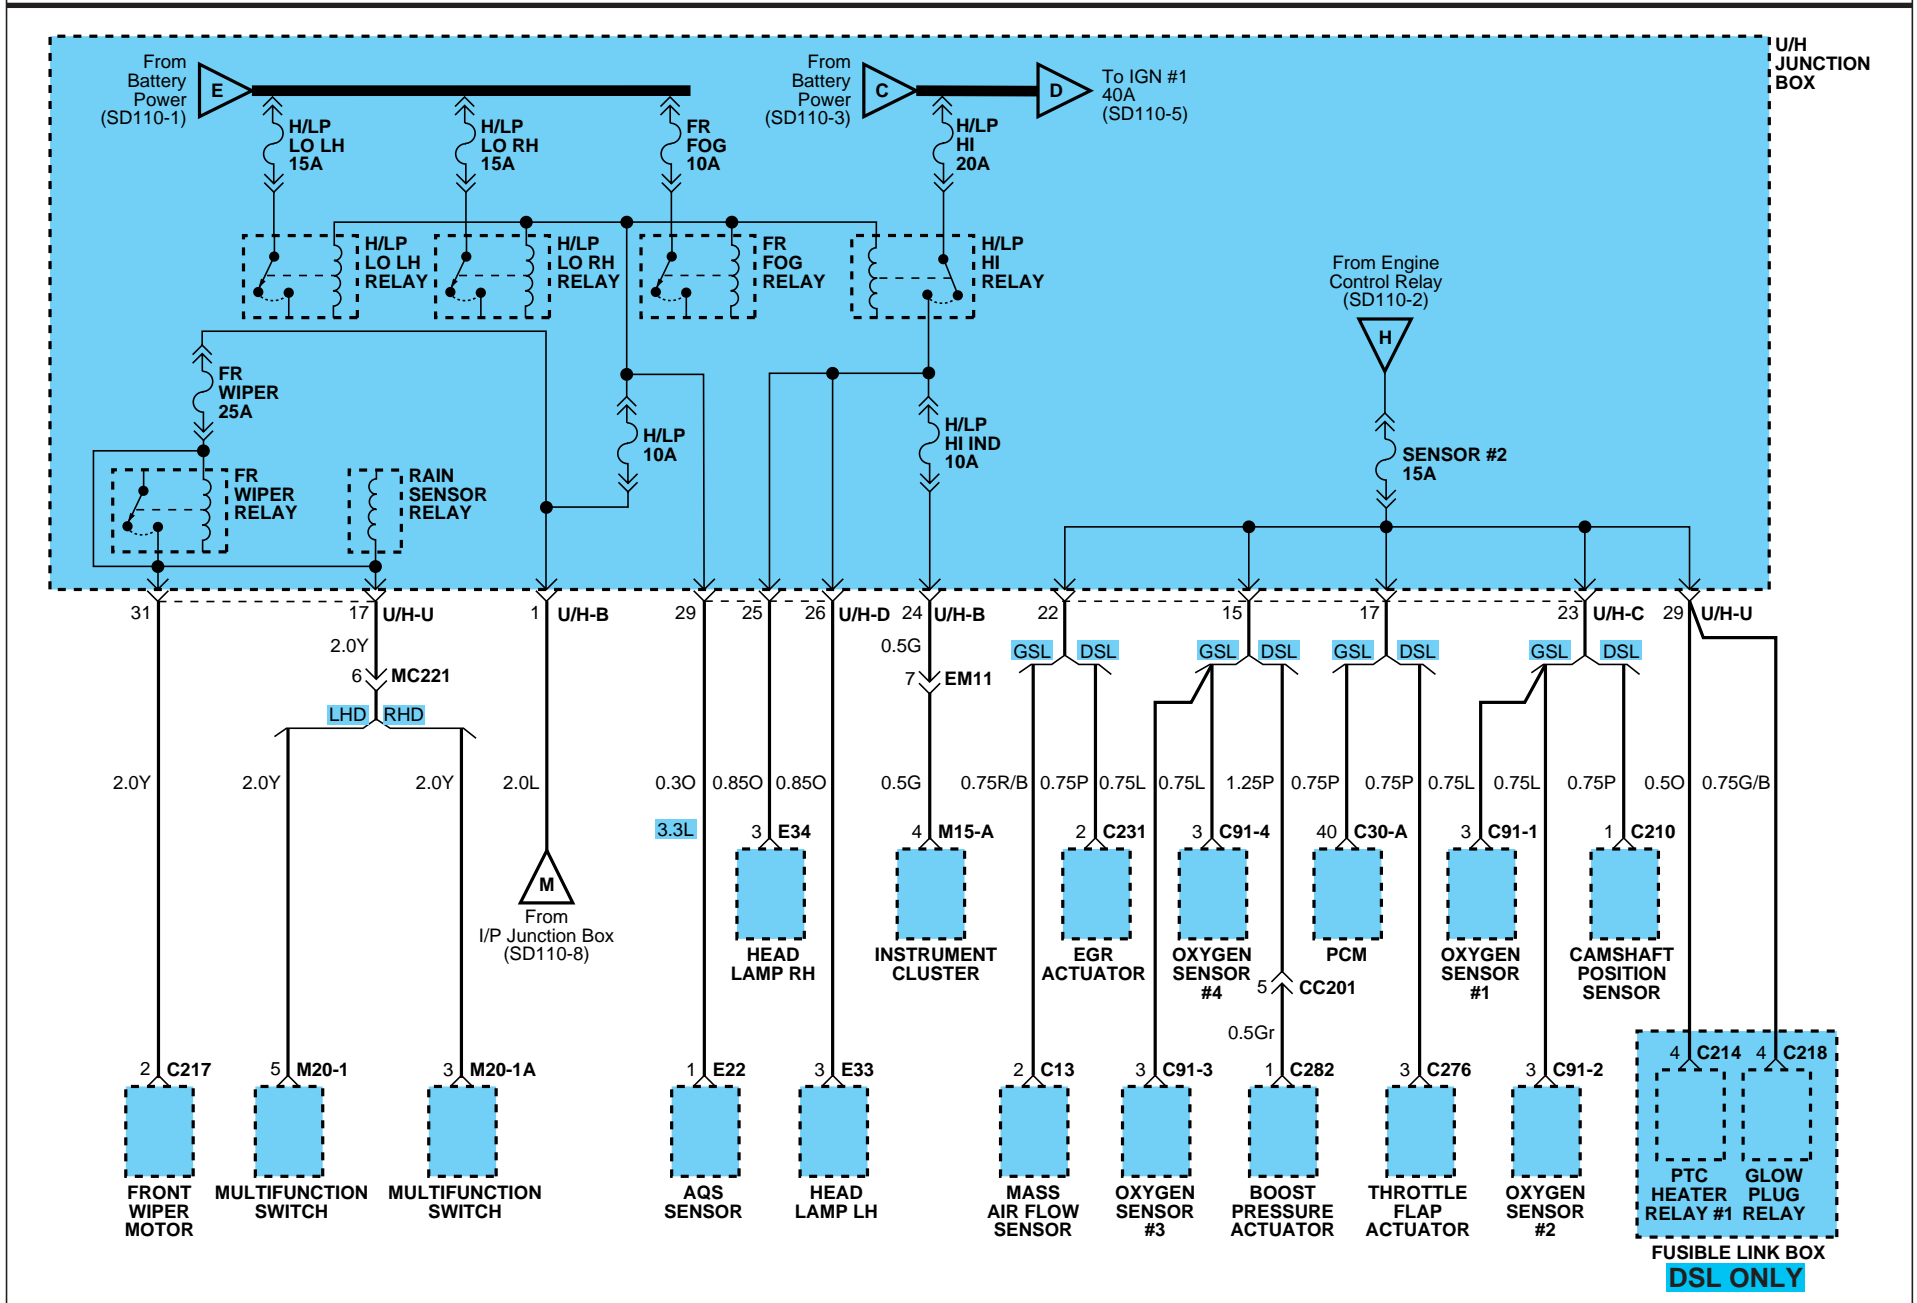 From
Battery
Power
(SD110-1)
E
From
Battery
Power
(SD110-3)
C
D
To IGN #1
40A
(SD110-5)
U/H
JUNCTION
BOX
H/LP
LO LH
15A
H/LP
LO RH
15A
FR
FOG
10A
H/LP
HI
20A
H/LP
LO LH
RELAY
H/LP
LO RH
RELAY
FR
FOG
RELAY
H/LP
HI
RELAY
From Engine
Control Relay
(SD110-2)
H
FR
WIPER
25A
H/LP
10A
H/LP
HI IND
10A
SENSOR #2
15A
FR
WIPER
RELAY
RAIN
SENSOR
RELAY
31
17 U/H-U
1 U/H-B
29
25
26 U/H-D
24 U/H-B
22
15
17
23 U/H-C
29 U/H-U
2.0Y
0.5G
GSL DSL
GSL DSL
GSL DSL
GSL DSL
6 MC221
7 EM11
LHD RHD
2.0Y
2.0Y
2.0Y
2.0L
0.3O
0.85O
0.85O
0.5G
0.75R/B
0.75P
0.75L
0.75L
1.25P
0.75P
0.75P
0.75L
0.75L
0.75P
0.5O
0.75G/B
3.3L
3 E34
4 M15-A
2 C231
3 C91-4
40 C30-A
3 C91-1
1 C210
M
From
I/P Junction Box
(SD110-8)
HEAD
LAMP RH
INSTRUMENT
CLUSTER
EGR
ACTUATOR
OXYGEN
SENSOR
#4
PCM
OXYGEN
SENSOR
#1
CAMSHAFT
POSITION
SENSOR
5 CC201
0.5Gr
2 C217
5 M20-1
3 M20-1A
1 E22
3 E33
2 C13
3 C91-3
1 C282
3 C276
3 C91-2
4 C214
4 C218
FRONT
WIPER
MOTOR
MULTIFUNCTION
SWITCH
MULTIFUNCTION
SWITCH
AQS
SENSOR
HEAD
LAMP LH
MASS
AIR FLOW
SENSOR
OXYGEN
SENSOR
#3
BOOST
PRESSURE
ACTUATOR
THROTTLE
FLAP
ACTUATOR
OXYGEN
SENSOR
#2
PTC
HEATER
RELAY #1
GLOW
PLUG
RELAY
FUSIBLE LINK BOX
DSL ONLY